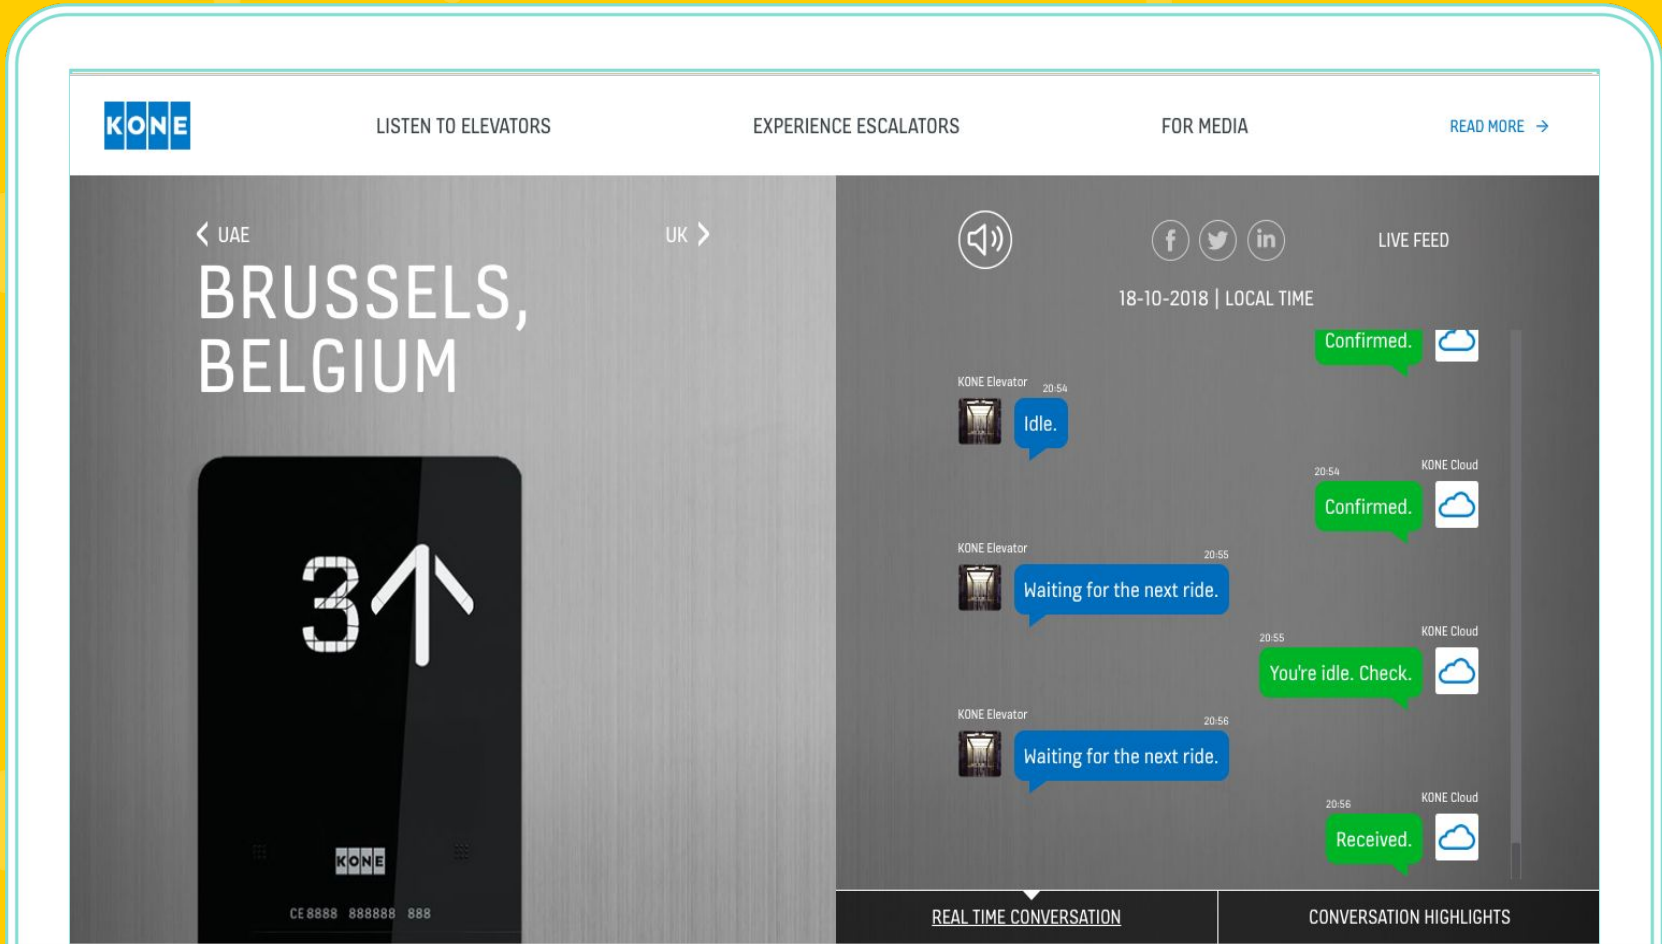 KONE
LISTEN TO ELEVATORS
EXPERIENCE ESCALATORS
FOR MEDIA
READ MORE →
UAE
UK
BRUSSELS,
BELGIUM
3
KONE
CE 8888 888888 888
f
in
LIVE FEED
18-10-2018 | LOCAL TIME
Confirmed.
KONE Elevator 20:54
Idle.
20:54 KONE Cloud
Confirmed.
KONE Elevator 20:55
Waiting for the next ride.
20:55 KONE Cloud
You're idle. Check.
KONE Elevator 20:56
Waiting for the next ride.
20:56 KONE Cloud
Received.
REAL TIME CONVERSATION
CONVERSATION HIGHLIGHTS